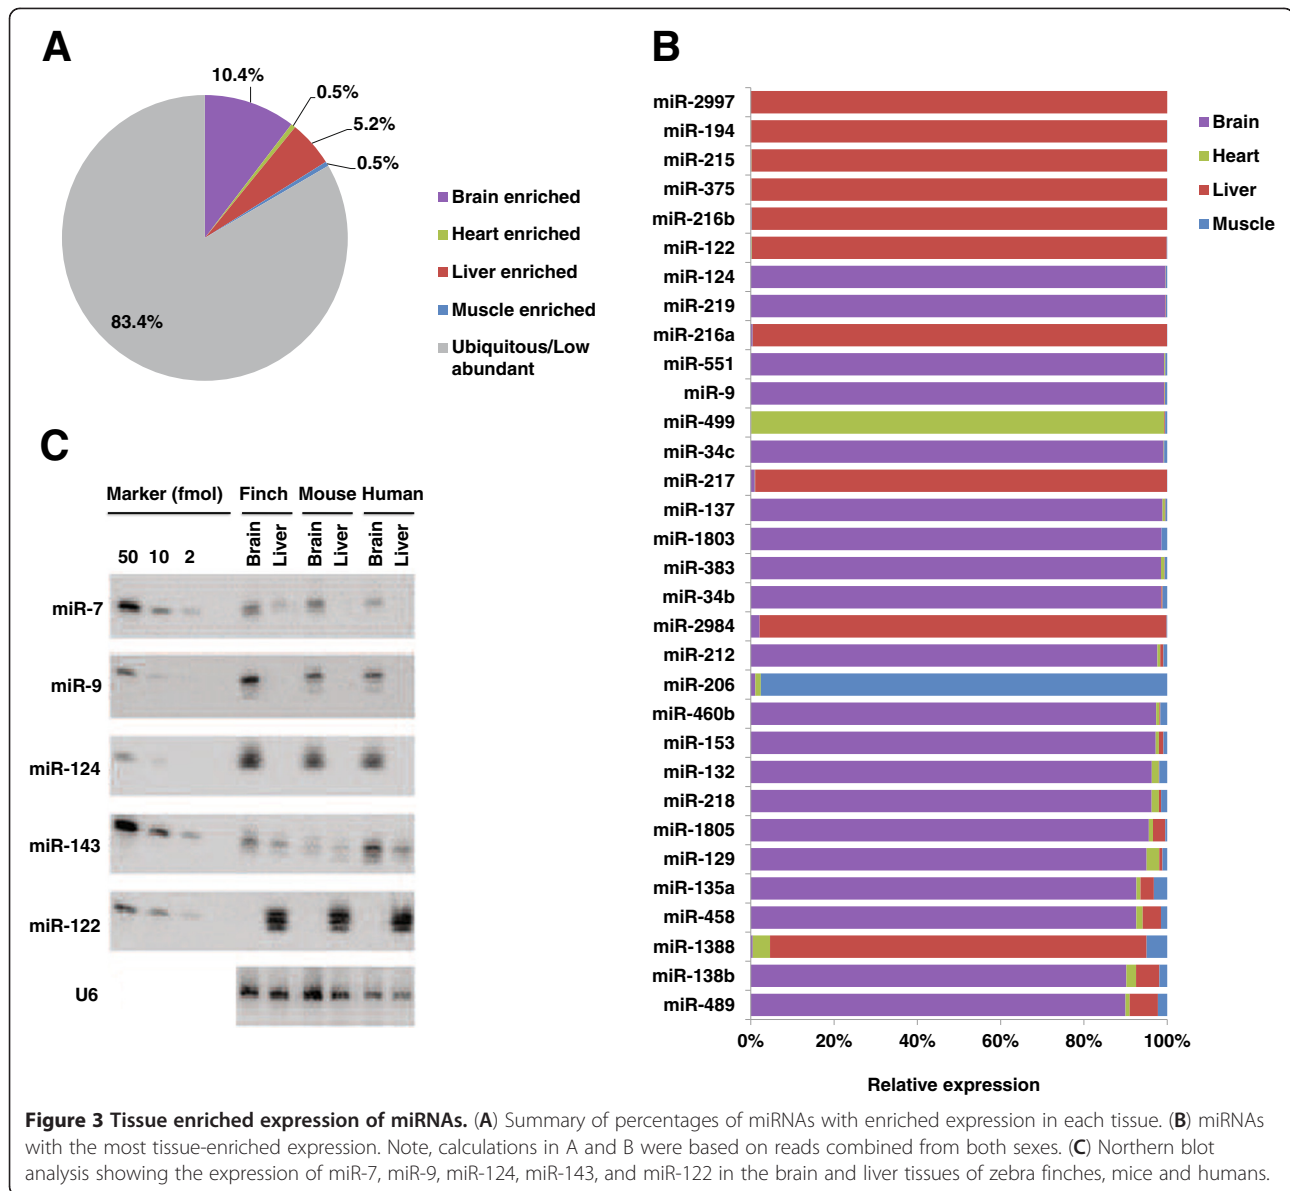 A
10.4%
0.5%
5.2%
0.5%
83.4%
Brain enriched
Heart enriched
Liver enriched
Muscle enriched
Ubiquitous/Low
abundant
B
miR-2997
miR-194
miR-215
miR-375
miR-216b
miR-122
miR-124
miR-219
miR-216a
miR-551
miR-9
miR-499
miR-34c
miR-217
miR-137
miR-1803
miR-383
miR-34b
miR-2984
miR-212
miR-206
miR-460b
miR-153
miR-132
miR-218
miR-1805
miR-129
miR-135a
miR-458
miR-1388
miR-138b
miR-489
0% 20% 40% 60% 80% 100%
Relative expression
Brain
Heart
Liver
Muscle
C
Marker (fmol) Finch Mouse Human
50 10 2 Brain Liver Brain Liver Brain Liver
miR-7
miR-9
miR-124
miR-143
miR-122
U6
Figure 3 Tissue enriched expression of miRNAs. (A) Summary of percentages of miRNAs with enriched expression in each tissue. (B) miRNAs
with the most tissue-enriched expression. Note, calculations in A and B were based on reads combined from both sexes. (C) Northern blot
analysis showing the expression of miR-7, miR-9, miR-124, miR-143, and miR-122 in the brain and liver tissues of zebra finches, mice and humans.